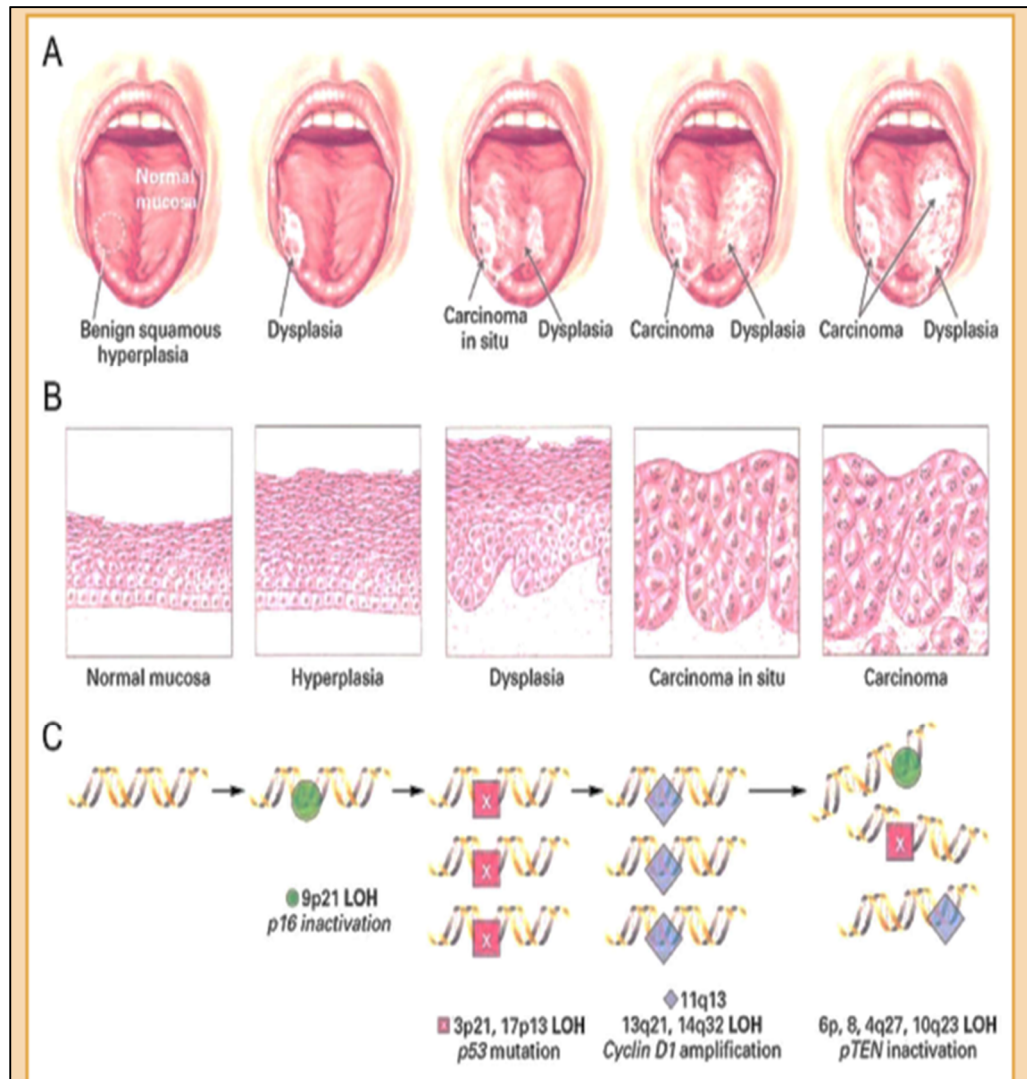 A
Normal
mucosa
Benign squamous
hyperplasia
Dysplasia
Carcinoma
in situ
Dysplasia
Carcinoma
Dysplasia
Carcinoma
Dysplasia
B
Normal mucosa
Hyperplasia
Dysplasia
Carcinoma in situ
Carcinoma
C
9p21 LOH
p16 inactivation
X
X
X
X 3p21, 17p13 LOH
p53 mutation
11q13
13q21, 14q32 LOH
Cyclin D1 amplification
X
6p, 8, 4q27, 10q23 LOH
pTEN inactivation